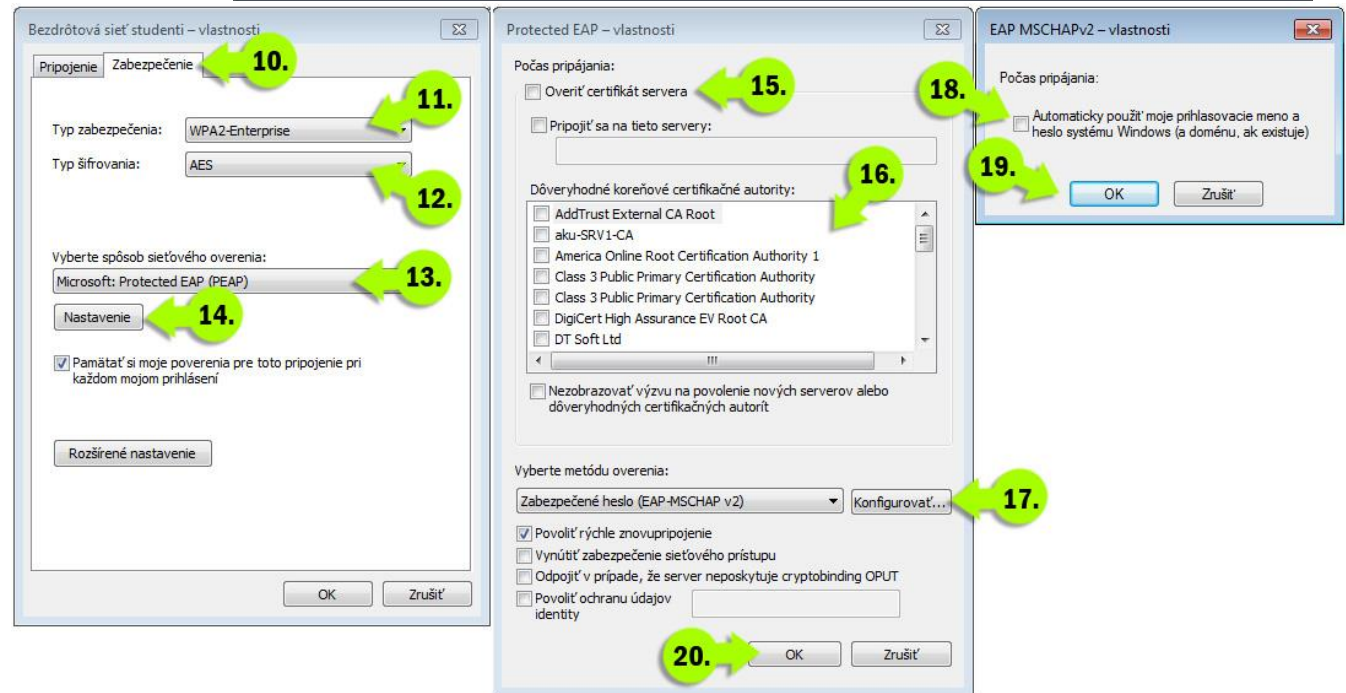 Bezdrôtová sieť studenti – vlastnosti
Pripojenie
Zabezpečenie
10.
11.
Typ zabezpečenia:
WPA2-Enterprise
Typ šifrovania:
AES
12.
Vyberte spôsob sieťového overenia:
Microsoft: Protected EAP (PEAP)
13.
Nastavenie
14.
Pamätať si moje poverenia pre toto pripojenie pri
každom mojom prihlásení
Rozšírené nastavenie
OK
Zrušiť
Protected EAP – vlastnosti
Počas pripájania:
Overiť certifikát servera
15.
Pripojiť sa na tieto servery:
Dôveryhodné koreňové certifikačné autority:
16.
AddTrust External CA Root
aku-SRV1-CA
America Online Root Certification Authority 1
Class 3 Public Primary Certification Authority
Class 3 Public Primary Certification Authority
DigiCert High Assurance EV Root CA
DT Soft Ltd
Nezobrazovať výzvu na povolenie nových serverov alebo
dôveryhodných certifikačných autorít
Vyberte metódu overenia:
Zabezpečené heslo (EAP-MSCHAP v2)
Konfigurovať...
17.
Povoliť rýchle znovupripojenie
Vynútiť zabezpečenie sieťového prístupu
Odpojiť v prípade, že server neposkytuje cryptobinding OPUT
Povoliť ochranu údajov
identity
20.
OK
Zrušiť
EAP MSCHAPv2 – vlastnosti
Počas pripájania:
18.
Automaticky použiť moje prihlasovacie meno a
heslo systému Windows (a doménu, ak existuje)
19.
OK
Zrušiť